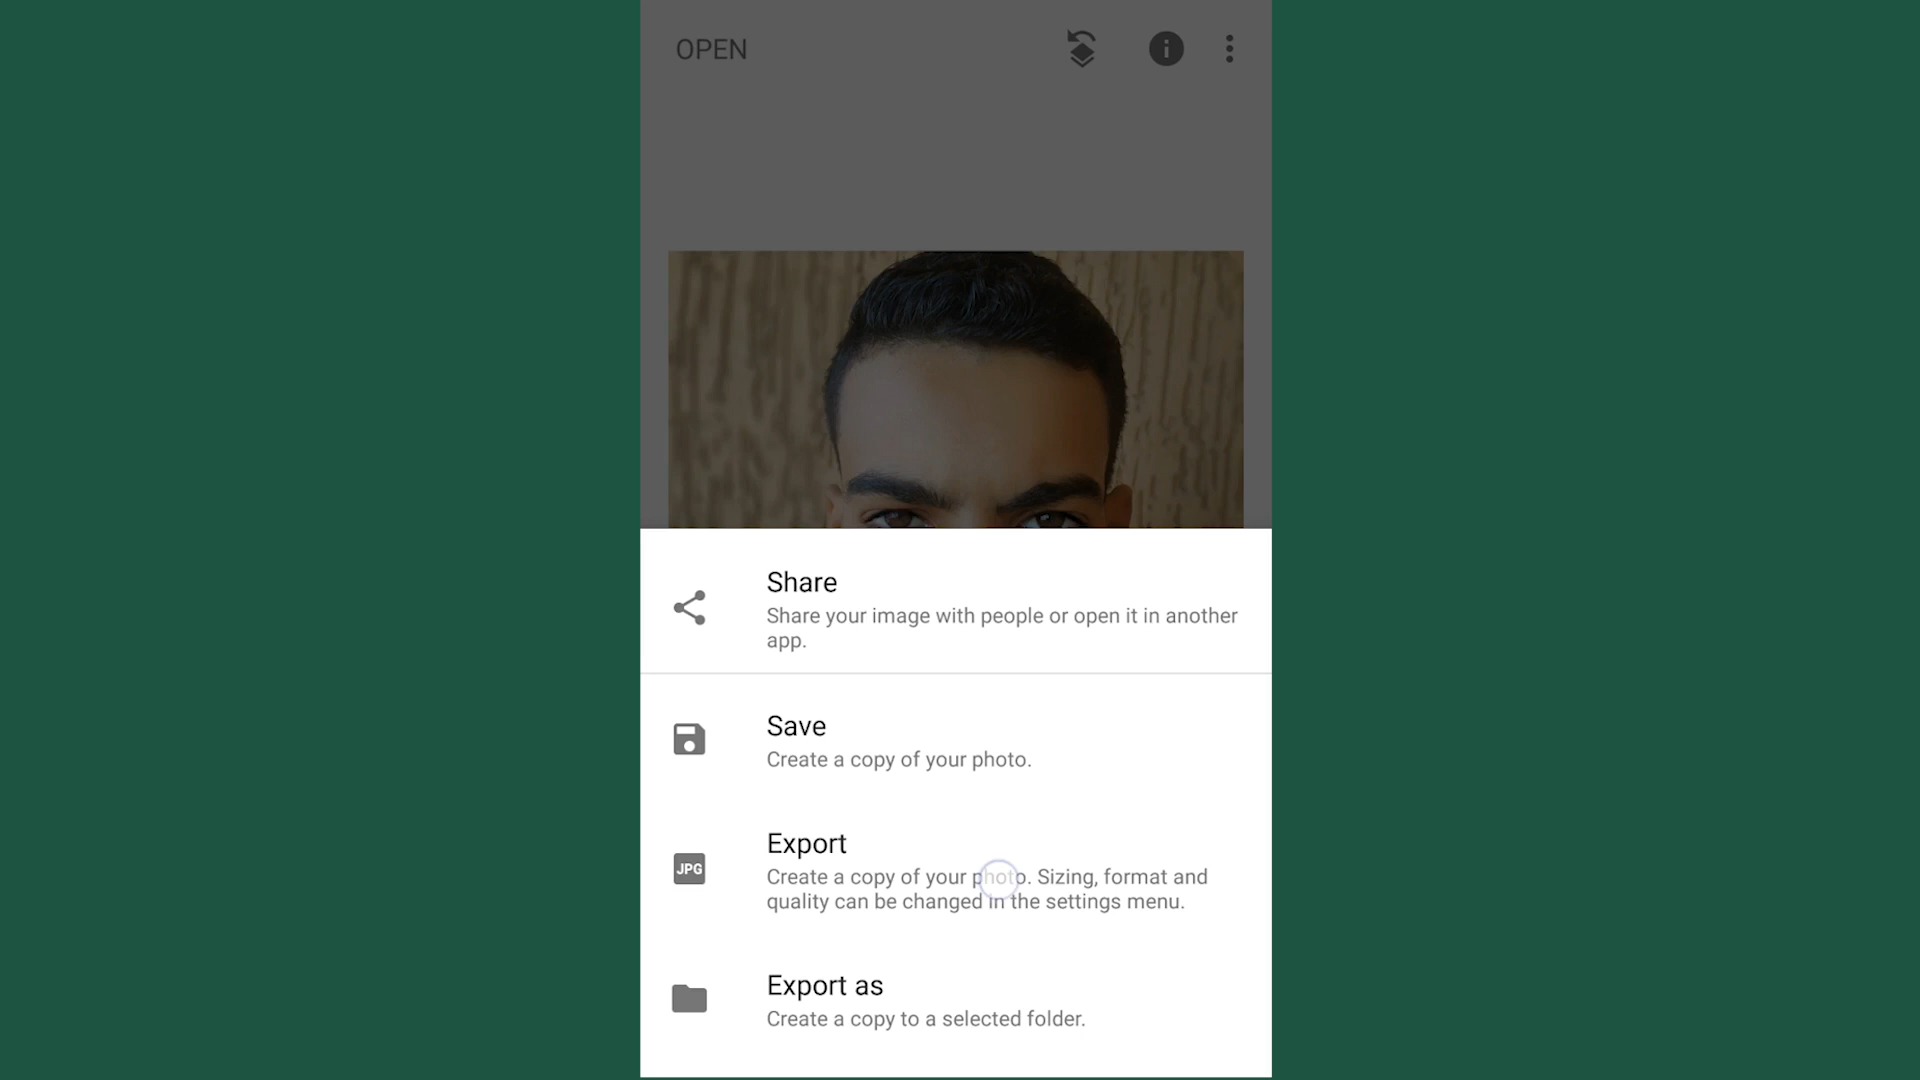 OPEN
Share
Share your image with people or open it in another
app.
Save
Create a copy of your photo.
JPG
Export
Create a copy of your photo. Sizing, format and
quality can be changed in the settings menu.
Export as
Create a copy to a selected folder.